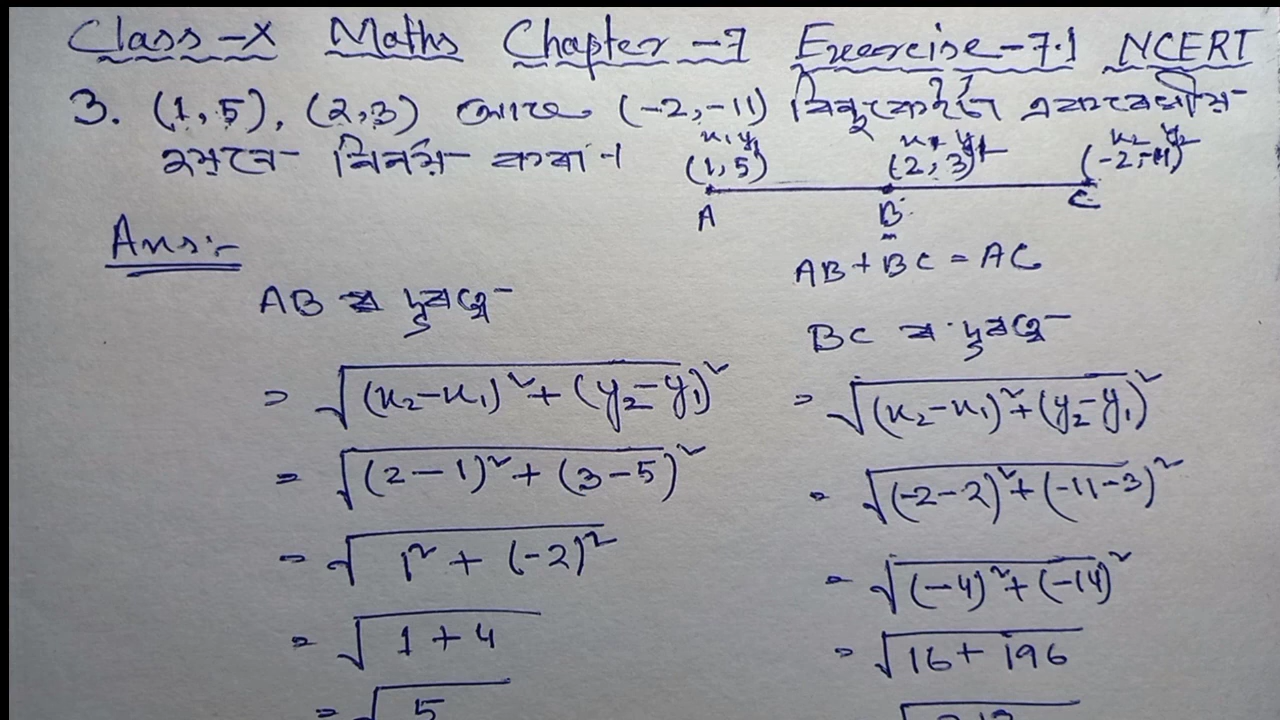 Class-X Maths Chapter-7 Exercise-7.1 NCERT
3. (1,5), (2,3) আৰু (-2,-11) বিন্দুকেইটা একৰেখীয়
হয়নে নিৰ্ণয় কৰা।
x₁ y₁ x₂ y₂
(1,5) (2,3) (-2,-11)
A B C
Ans:-
AB+BC=AC
AB ৰ দূৰত্ব
BC ৰ দূৰত্ব
= √(x₂-x₁)²+(y₂-y₁)²
= √(x₂-x₁)²+(y₂-y₁)²
= √(2-1)²+(3-5)²
= √(-2-2)²+(-11-3)²
= √1²+(-2)²
= √(-4)²+(-14)²
= √1+4
= √16+196
= √5